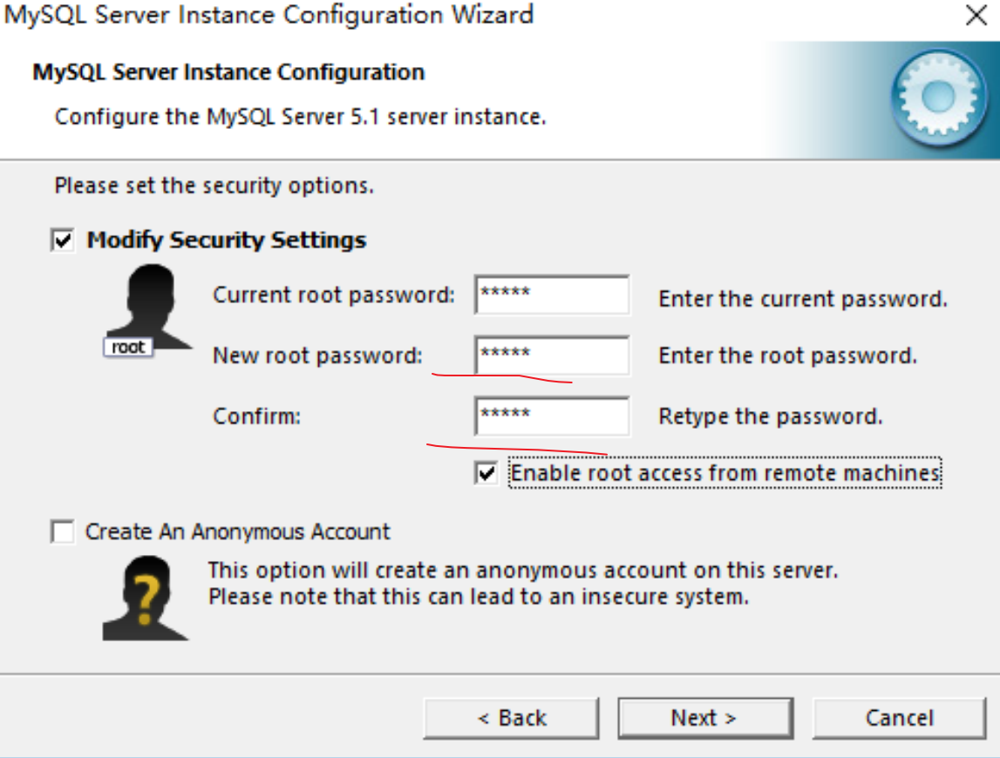 MySQL Server Instance Configuration Wizard
MySQL Server Instance Configuration
Configure the MySQL Server 5.1 server instance.
Please set the security options.
Modify Security Settings
root
Current root password: ***** Enter the current password.
New root password: ***** Enter the root password.
Confirm: ***** Retype the password.
Enable root access from remote machines
Create An Anonymous Account
?
This option will create an anonymous account on this server.
Please note that this can lead to an insecure system.
< Back Next > Cancel